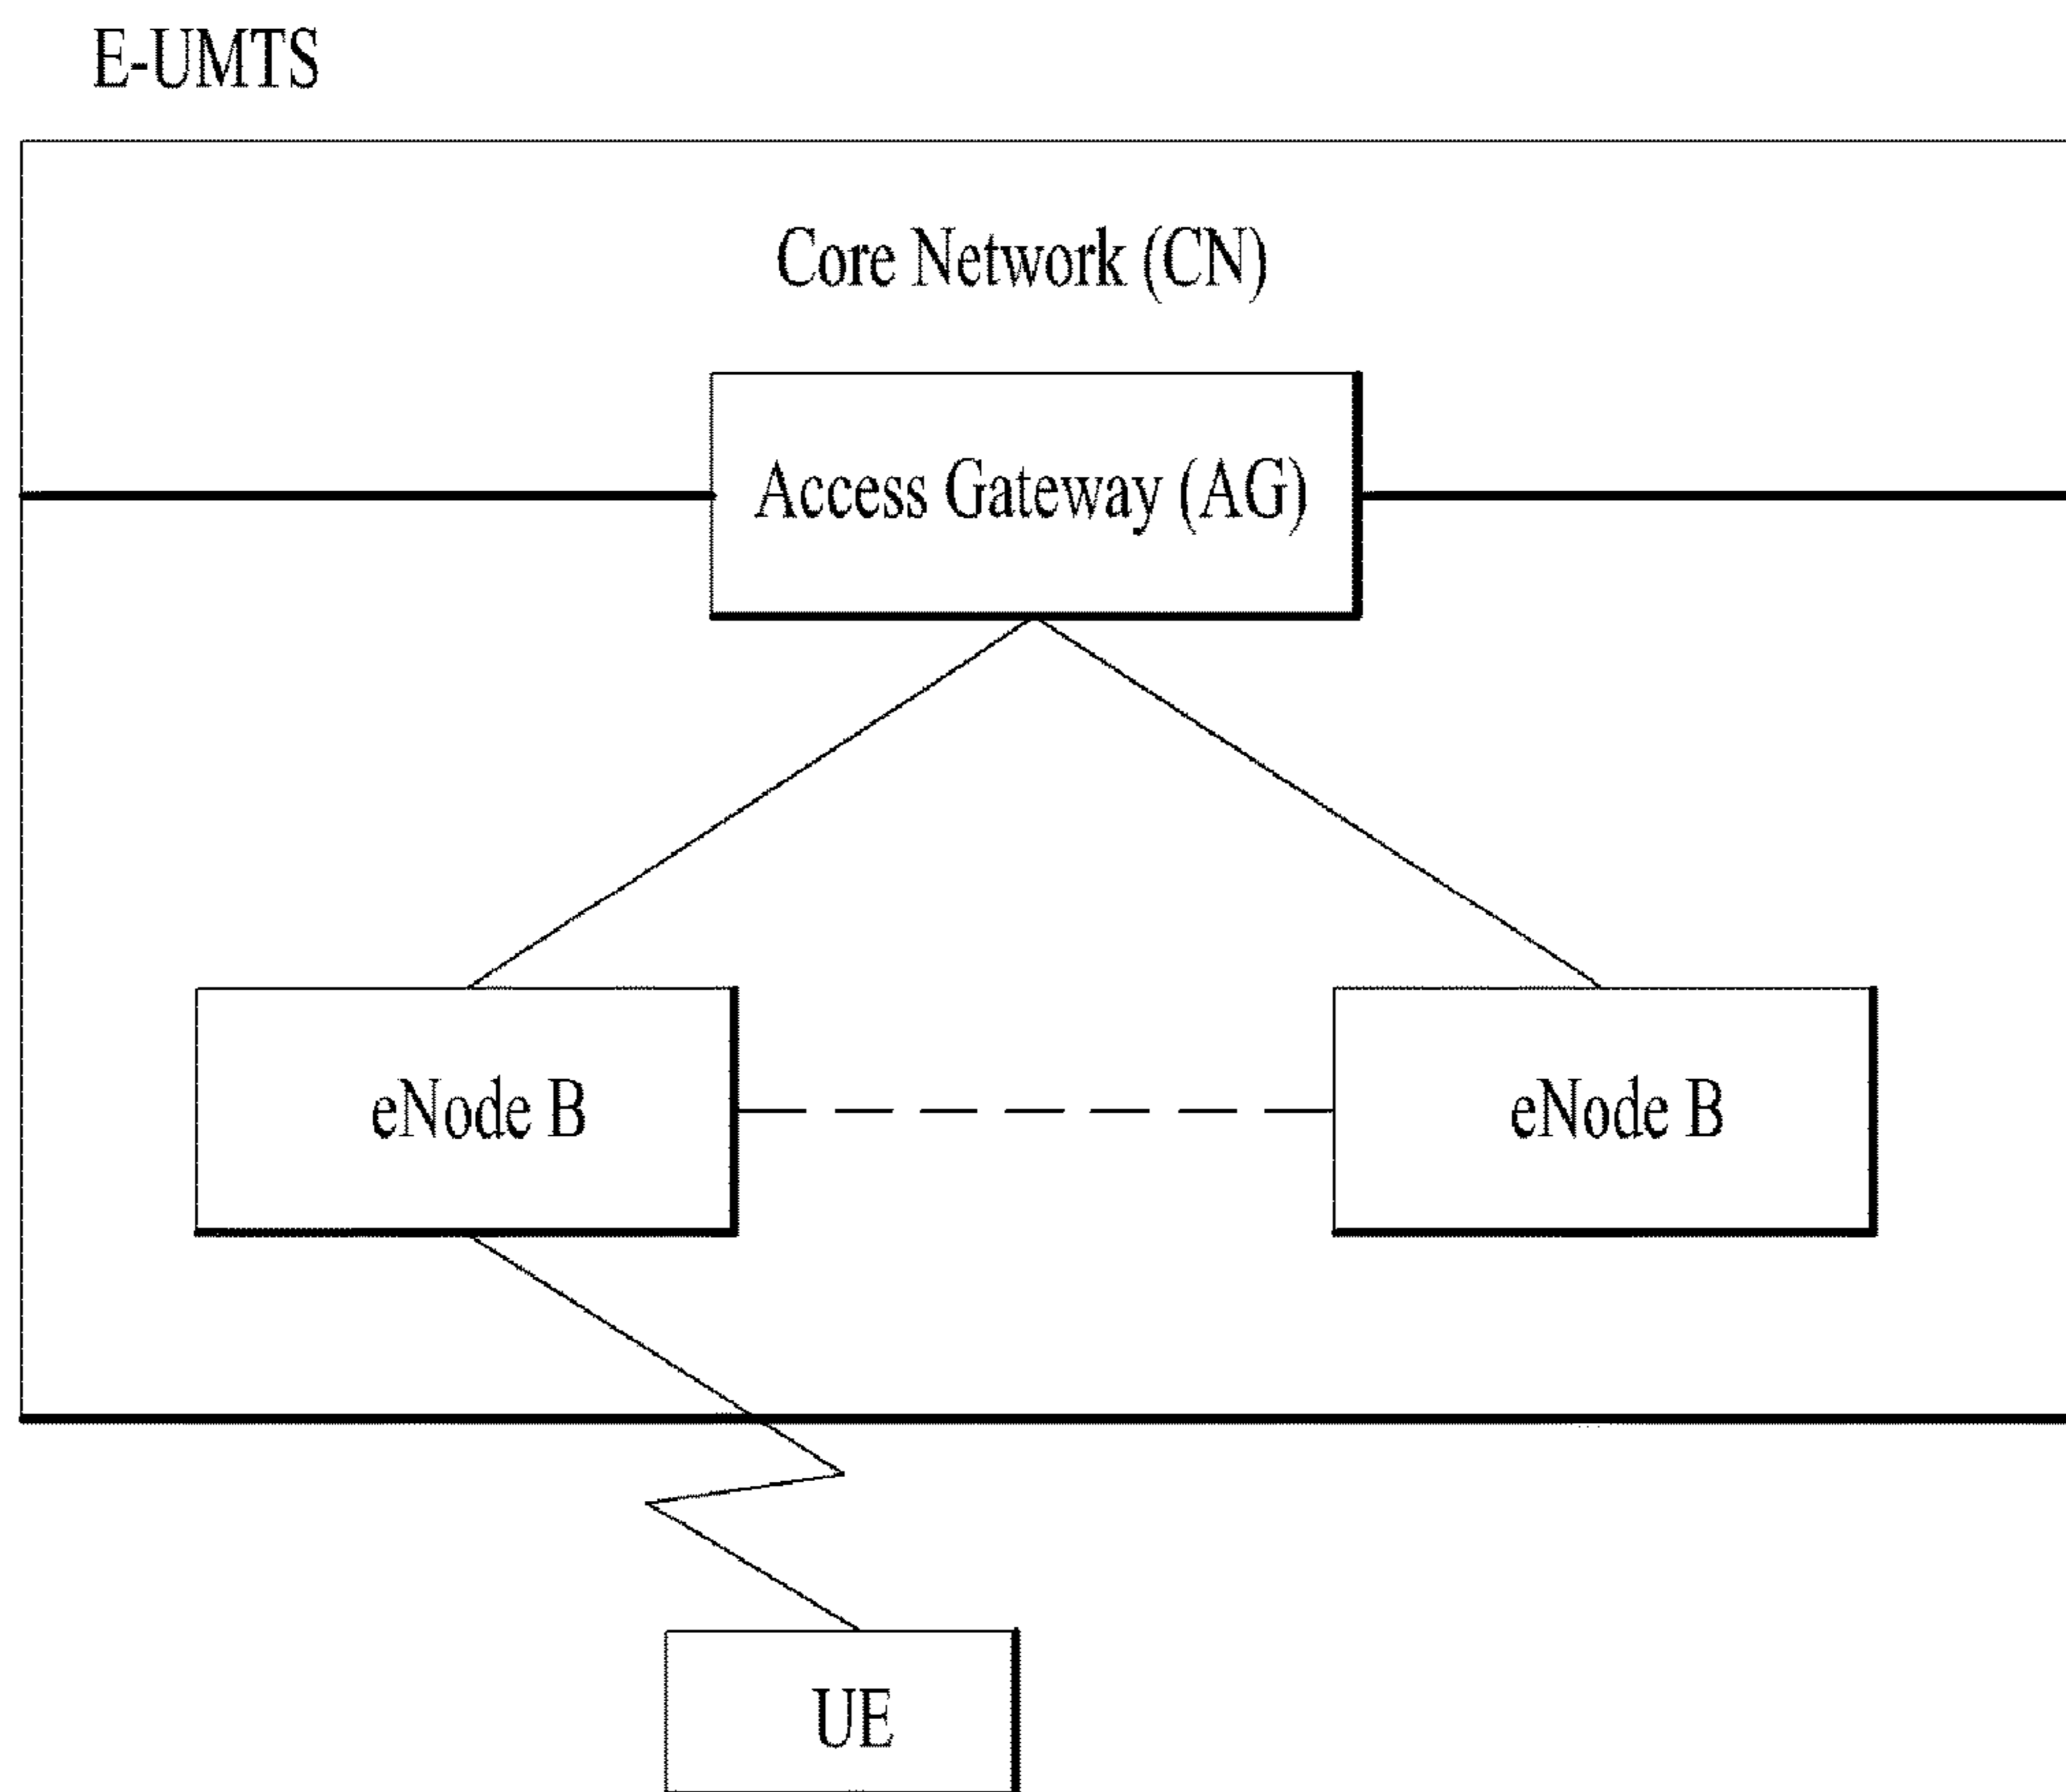 E-UMTS
Core Network (CN)
Access Gateway (AG)
eNode B
eNode B
UE